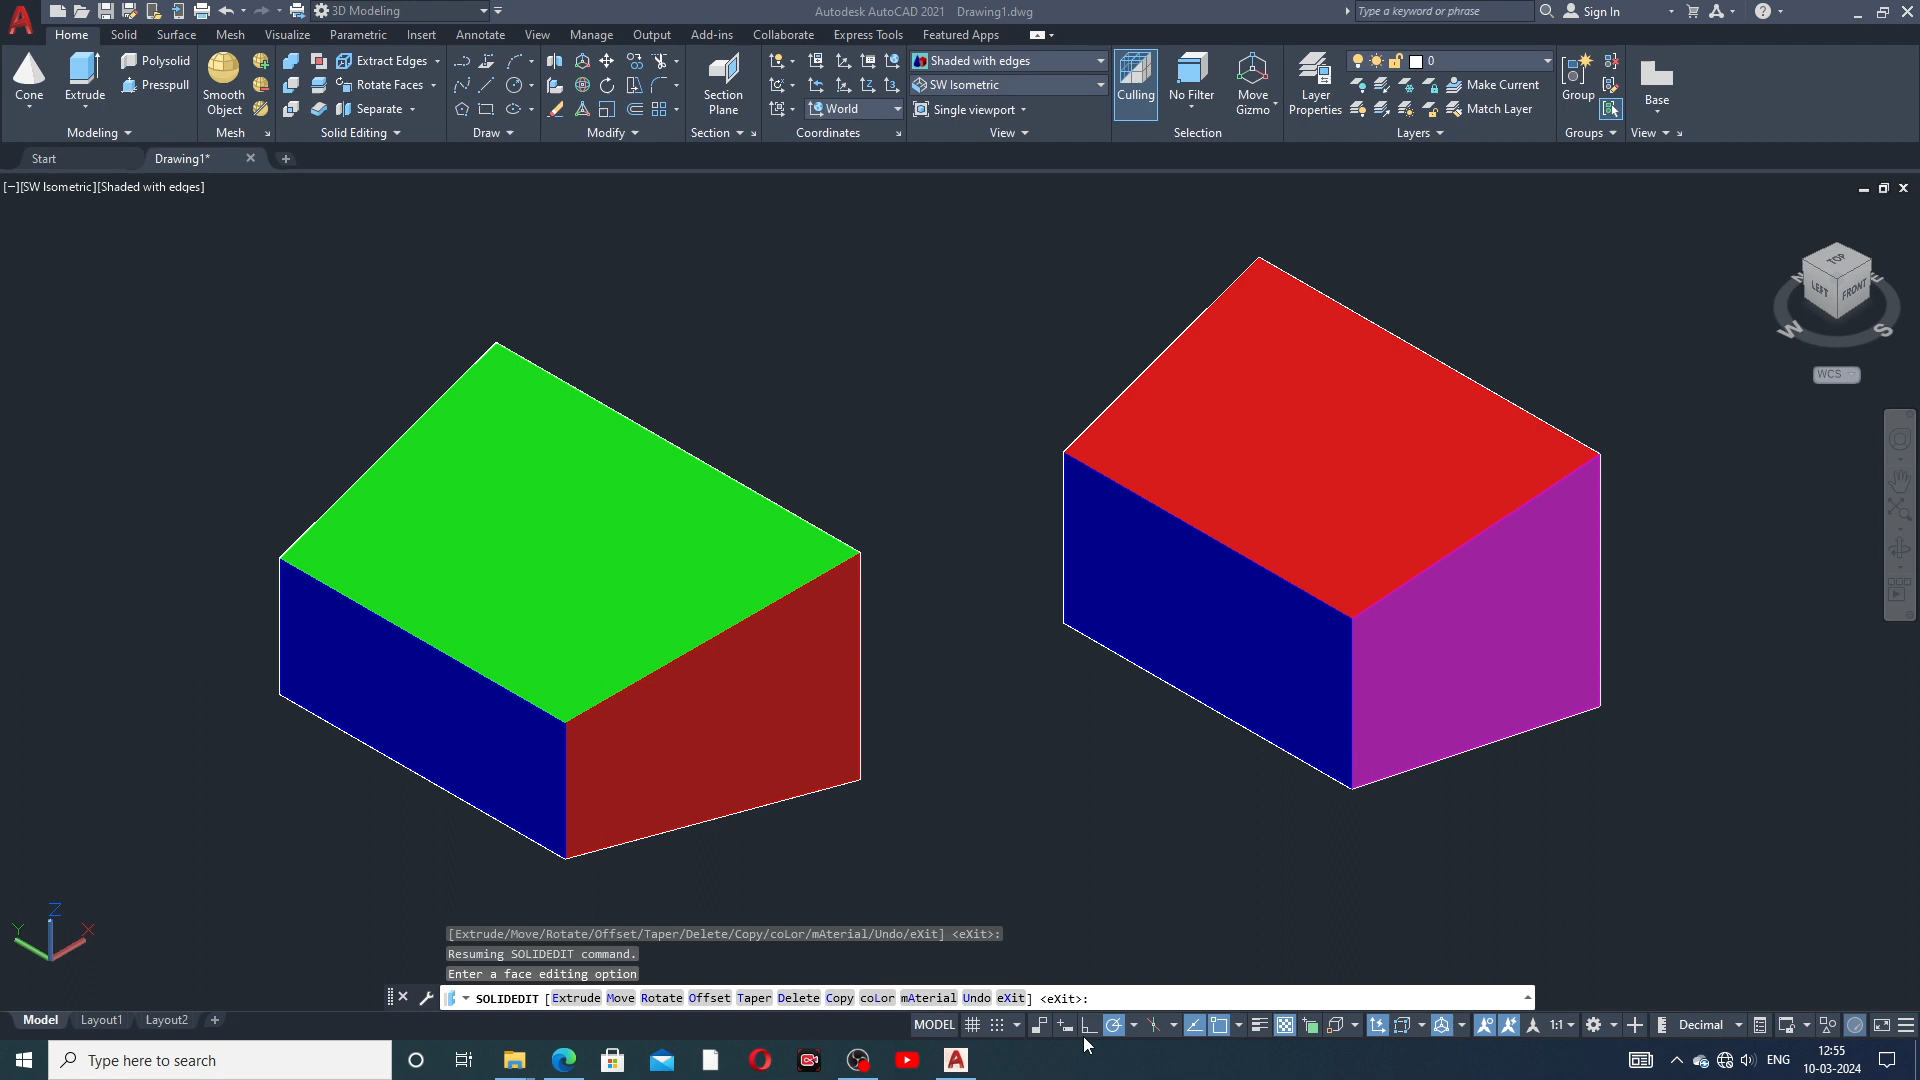 3D Modeling
Autodesk AutoCAD 2021 Drawing1.dwg
Type a keyword or phrase
Sign In
Home Solid Surface Mesh Visualize Parametric Insert Annotate View Manage Output Add-ins Collaborate Express Tools Featured Apps
Cone
Extrude
Polysolid
Presspull
Modeling
Smooth Object
Mesh
Extract Edges
Rotate Faces
Separate
Solid Editing
Draw
Modify
Section Plane
Section
World
Coordinates
Shaded with edges
SW Isometric
Single viewport
View
Culling
No Filter
Move Gizmo
Selection
Layer Properties
0
Make Current
Match Layer
Layers
Group
Groups
Base
View
Start
Drawing1*
[−][SW Isometric][Shaded with edges]
TOP
LEFT
FRONT
N
E
W
S
WCS
Z
Y
X
[Extrude/Move/Rotate/Offset/Taper/Delete/Copy/coLor/mAterial/Undo/eXit] <eXit>:
Resuming SOLIDEDIT command.
Enter a face editing option
SOLIDEDIT [Extrude Move Rotate Offset Taper Delete Copy coLor mAterial Undo eXit] <eXit>:
Model Layout1 Layout2
MODEL
1:1
Decimal
Type here to search
ENG
12:55
10-03-2024